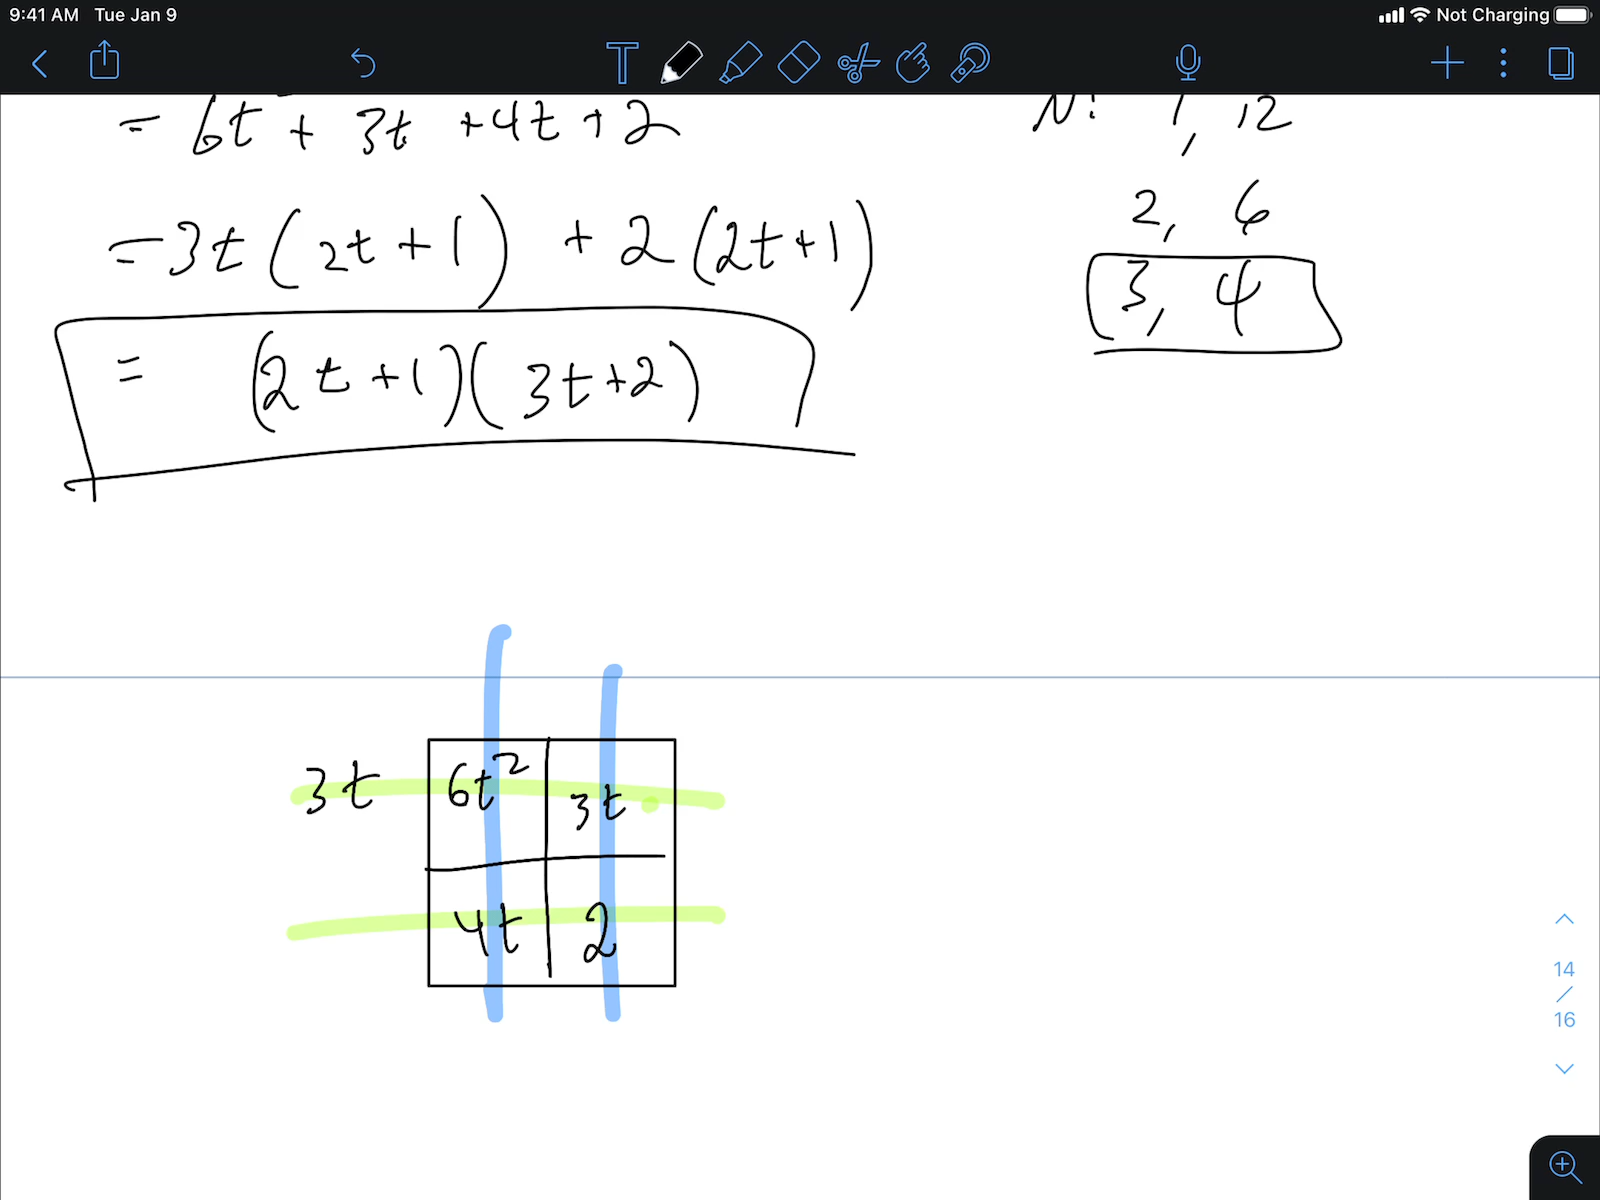 9:41 AM Tue Jan 9
Not Charging
= 6t + 3t + 4t + 2
N: 1, 12
= 3t (2t + 1) + 2 (2t + 1)
2, 6
3, 4
= (2t + 1)(3t + 2)
3t 6t² 3t
4t 2
14
/
16